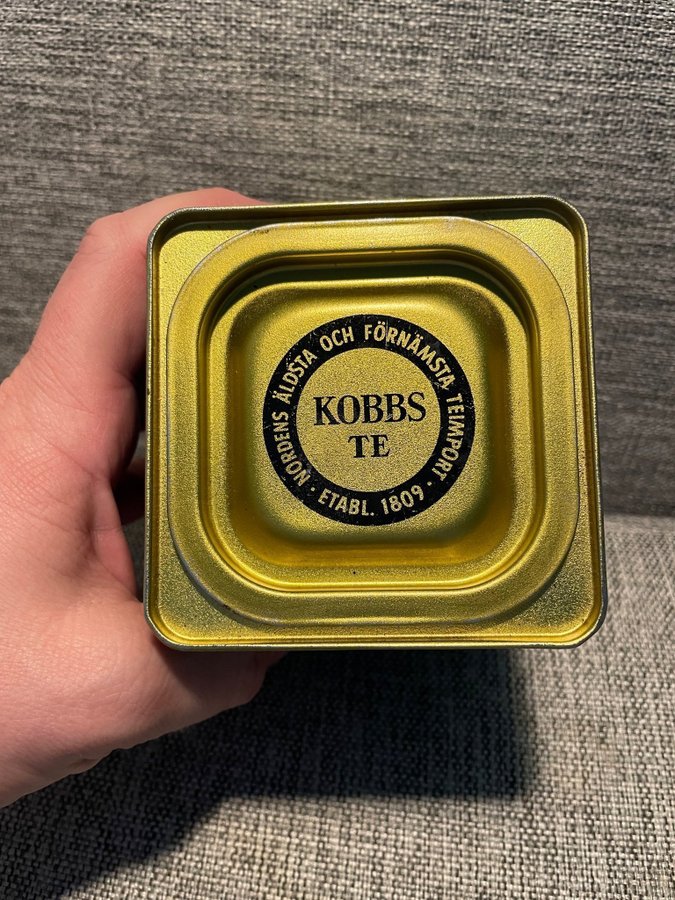 NORDENS ÄLDSTA OCH FÖRNÄMSTA TEIMPORT
KOBBS
TE
· ETABL. 1809 ·